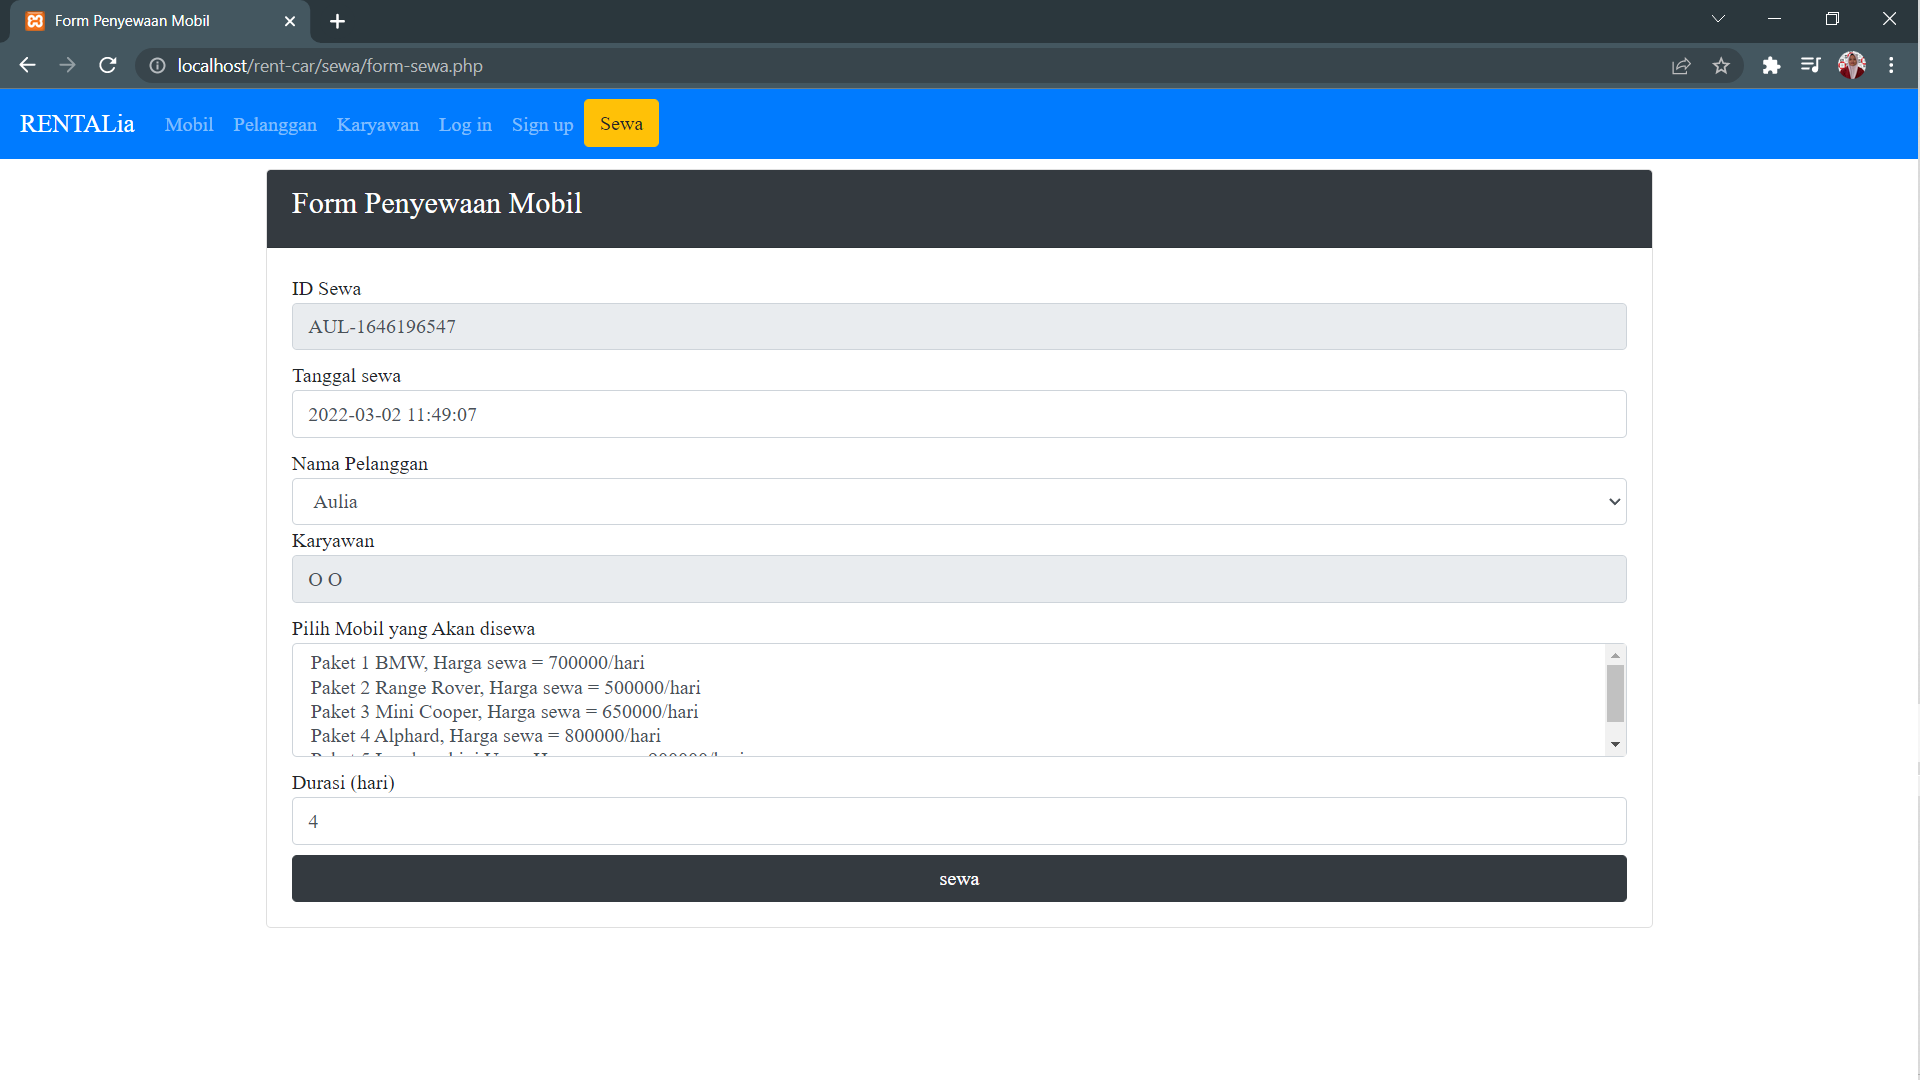 Form Penyewaan Mobil
localhost/rent-car/sewa/form-sewa.php
RENTALia Mobil Pelanggan Karyawan Log in Sign up Sewa
Form Penyewaan Mobil
ID Sewa
AUL-1646196547
Tanggal sewa
2022-03-02 11:49:07
Nama Pelanggan
Aulia
Karyawan
O O
Pilih Mobil yang Akan disewa
Paket 1 BMW, Harga sewa = 700000/hari
Paket 2 Range Rover, Harga sewa = 500000/hari
Paket 3 Mini Cooper, Harga sewa = 650000/hari
Paket 4 Alphard, Harga sewa = 800000/hari
Durasi (hari)
4
sewa